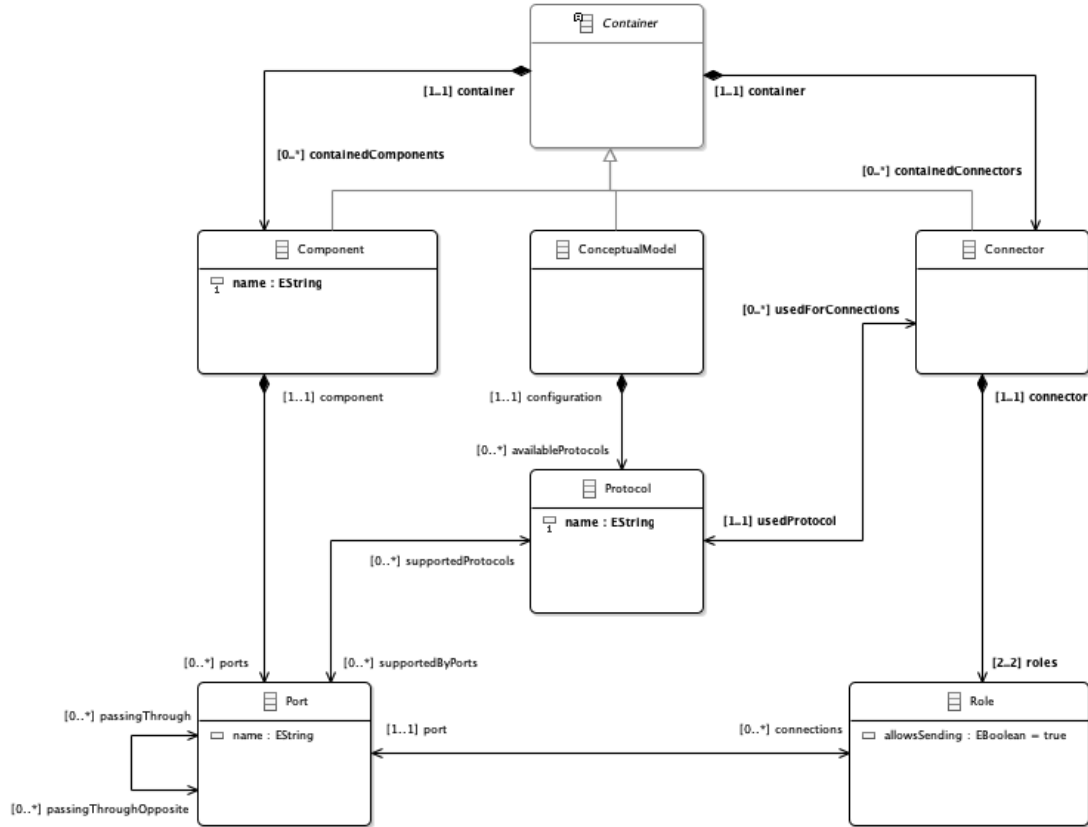 Container
[1..1] container
[1..1] container
[0..*] containedComponents
[0..*] containedConnectors
Component
name : EString
ConceptualModel
Connector
[0..*] usedForConnections
[1..1] component
[1..1] configuration
[1..1] connector
[0..*] availableProtocols
Protocol
name : EString
[1..1] usedProtocol
[0..*] supportedProtocols
[0..*] ports
[0..*] supportedByPorts
[2..2] roles
Port
name : EString
Role
allowsSending : EBoolean = true
[0..*] passingThrough
[1..1] port
[0..*] connections
[0..*] passingThroughOpposite